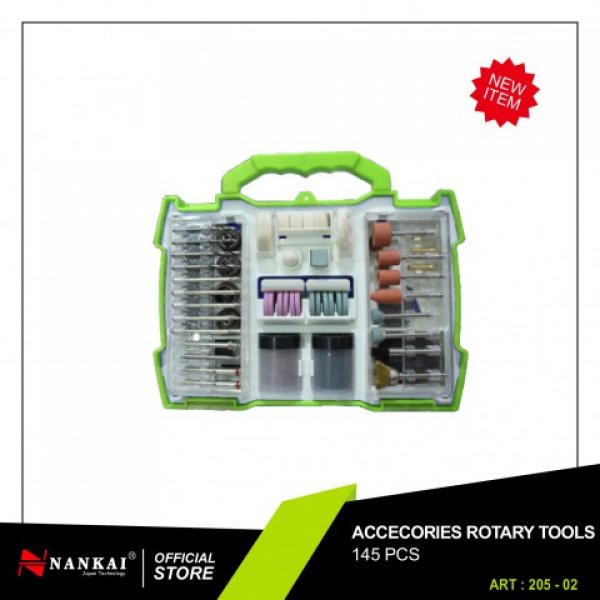 NEW
ITEM
NANKAI®
Japan Technology
OFFICIAL
STORE
ACCECORIES ROTARY TOOLS
145 PCS
ART : 205 - 02